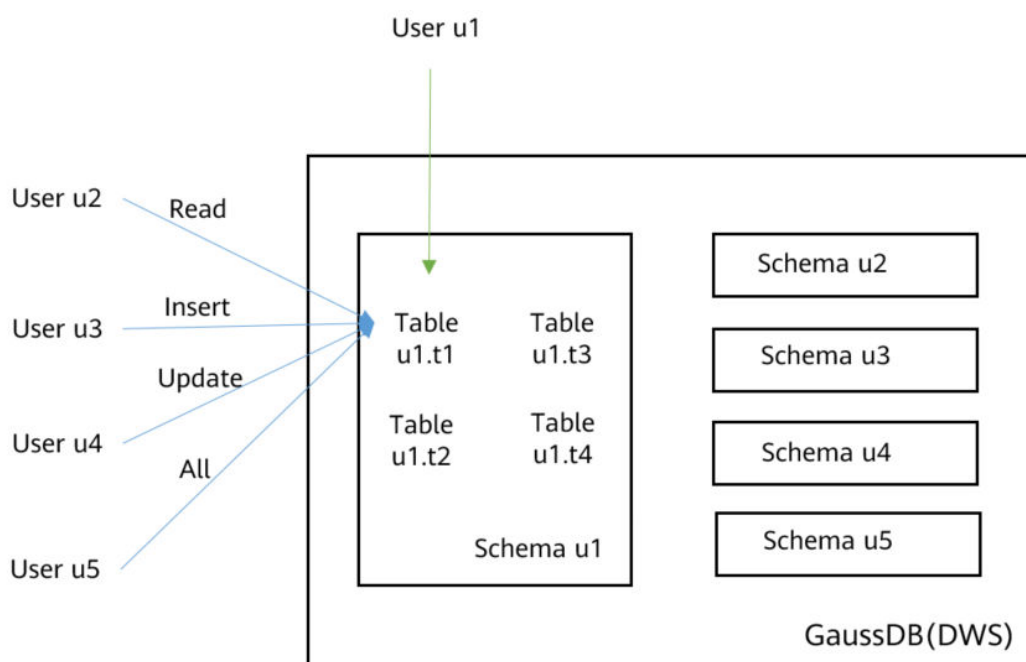 User u1
User u2
Read
Schema u2
Insert
User u3
Table
u1.t1
Table
u1.t3
Schema u3
Update
User u4
Table
u1.t2
Table
u1.t4
Schema u4
All
Schema u1
Schema u5
User u5
GaussDB(DWS)